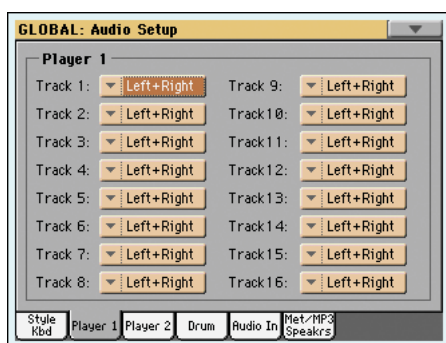 GLOBAL: Audio Setup
Player 1
Track 1: Left+Right Track 9: Left+Right
Track 2: Left+Right Track10: Left+Right
Track 3: Left+Right Track11: Left+Right
Track 4: Left+Right Track12: Left+Right
Track 5: Left+Right Track13: Left+Right
Track 6: Left+Right Track14: Left+Right
Track 7: Left+Right Track15: Left+Right
Track 8: Left+Right Track16: Left+Right
Style Kbd Player 1 Player 2 Drum Audio In Met/MP3 Speakrs